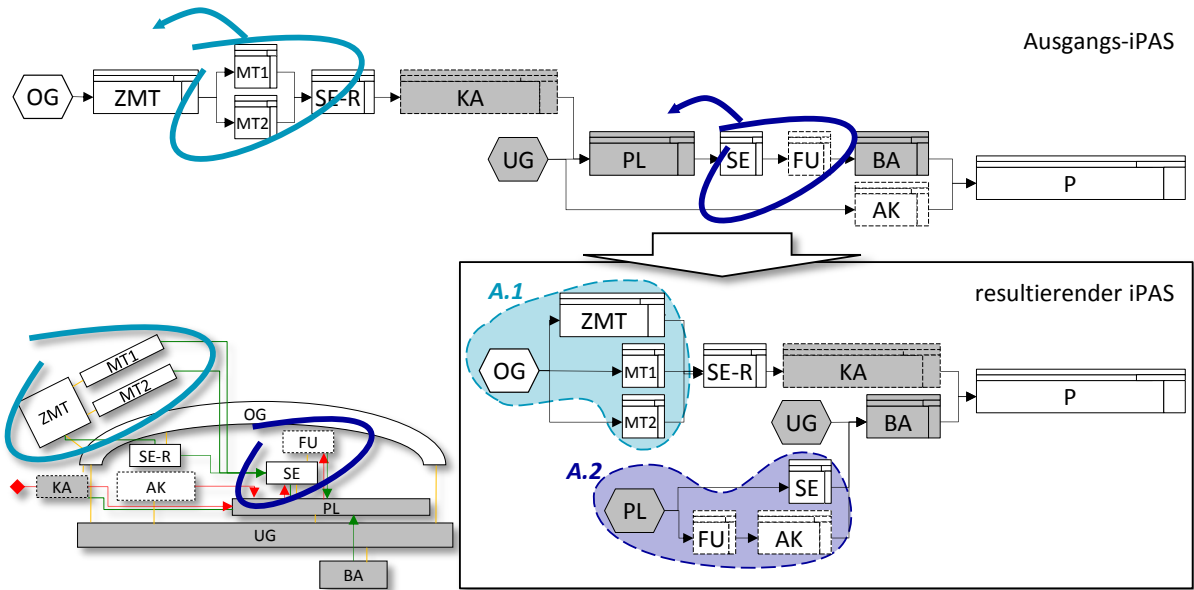 Ausgangs-iPAS
OG
ZMT
MT1
MT2
SE-R
KA
UG
PL
SE
FU
BA
AK
P
resultierender iPAS
A.1
OG
ZMT
MT1
MT2
SE-R
KA
P
UG
BA
A.2
PL
SE
FU
AK
MT1
MT2
ZMT
OG
SE-R
FU
SE
KA
AK
PL
UG
BA